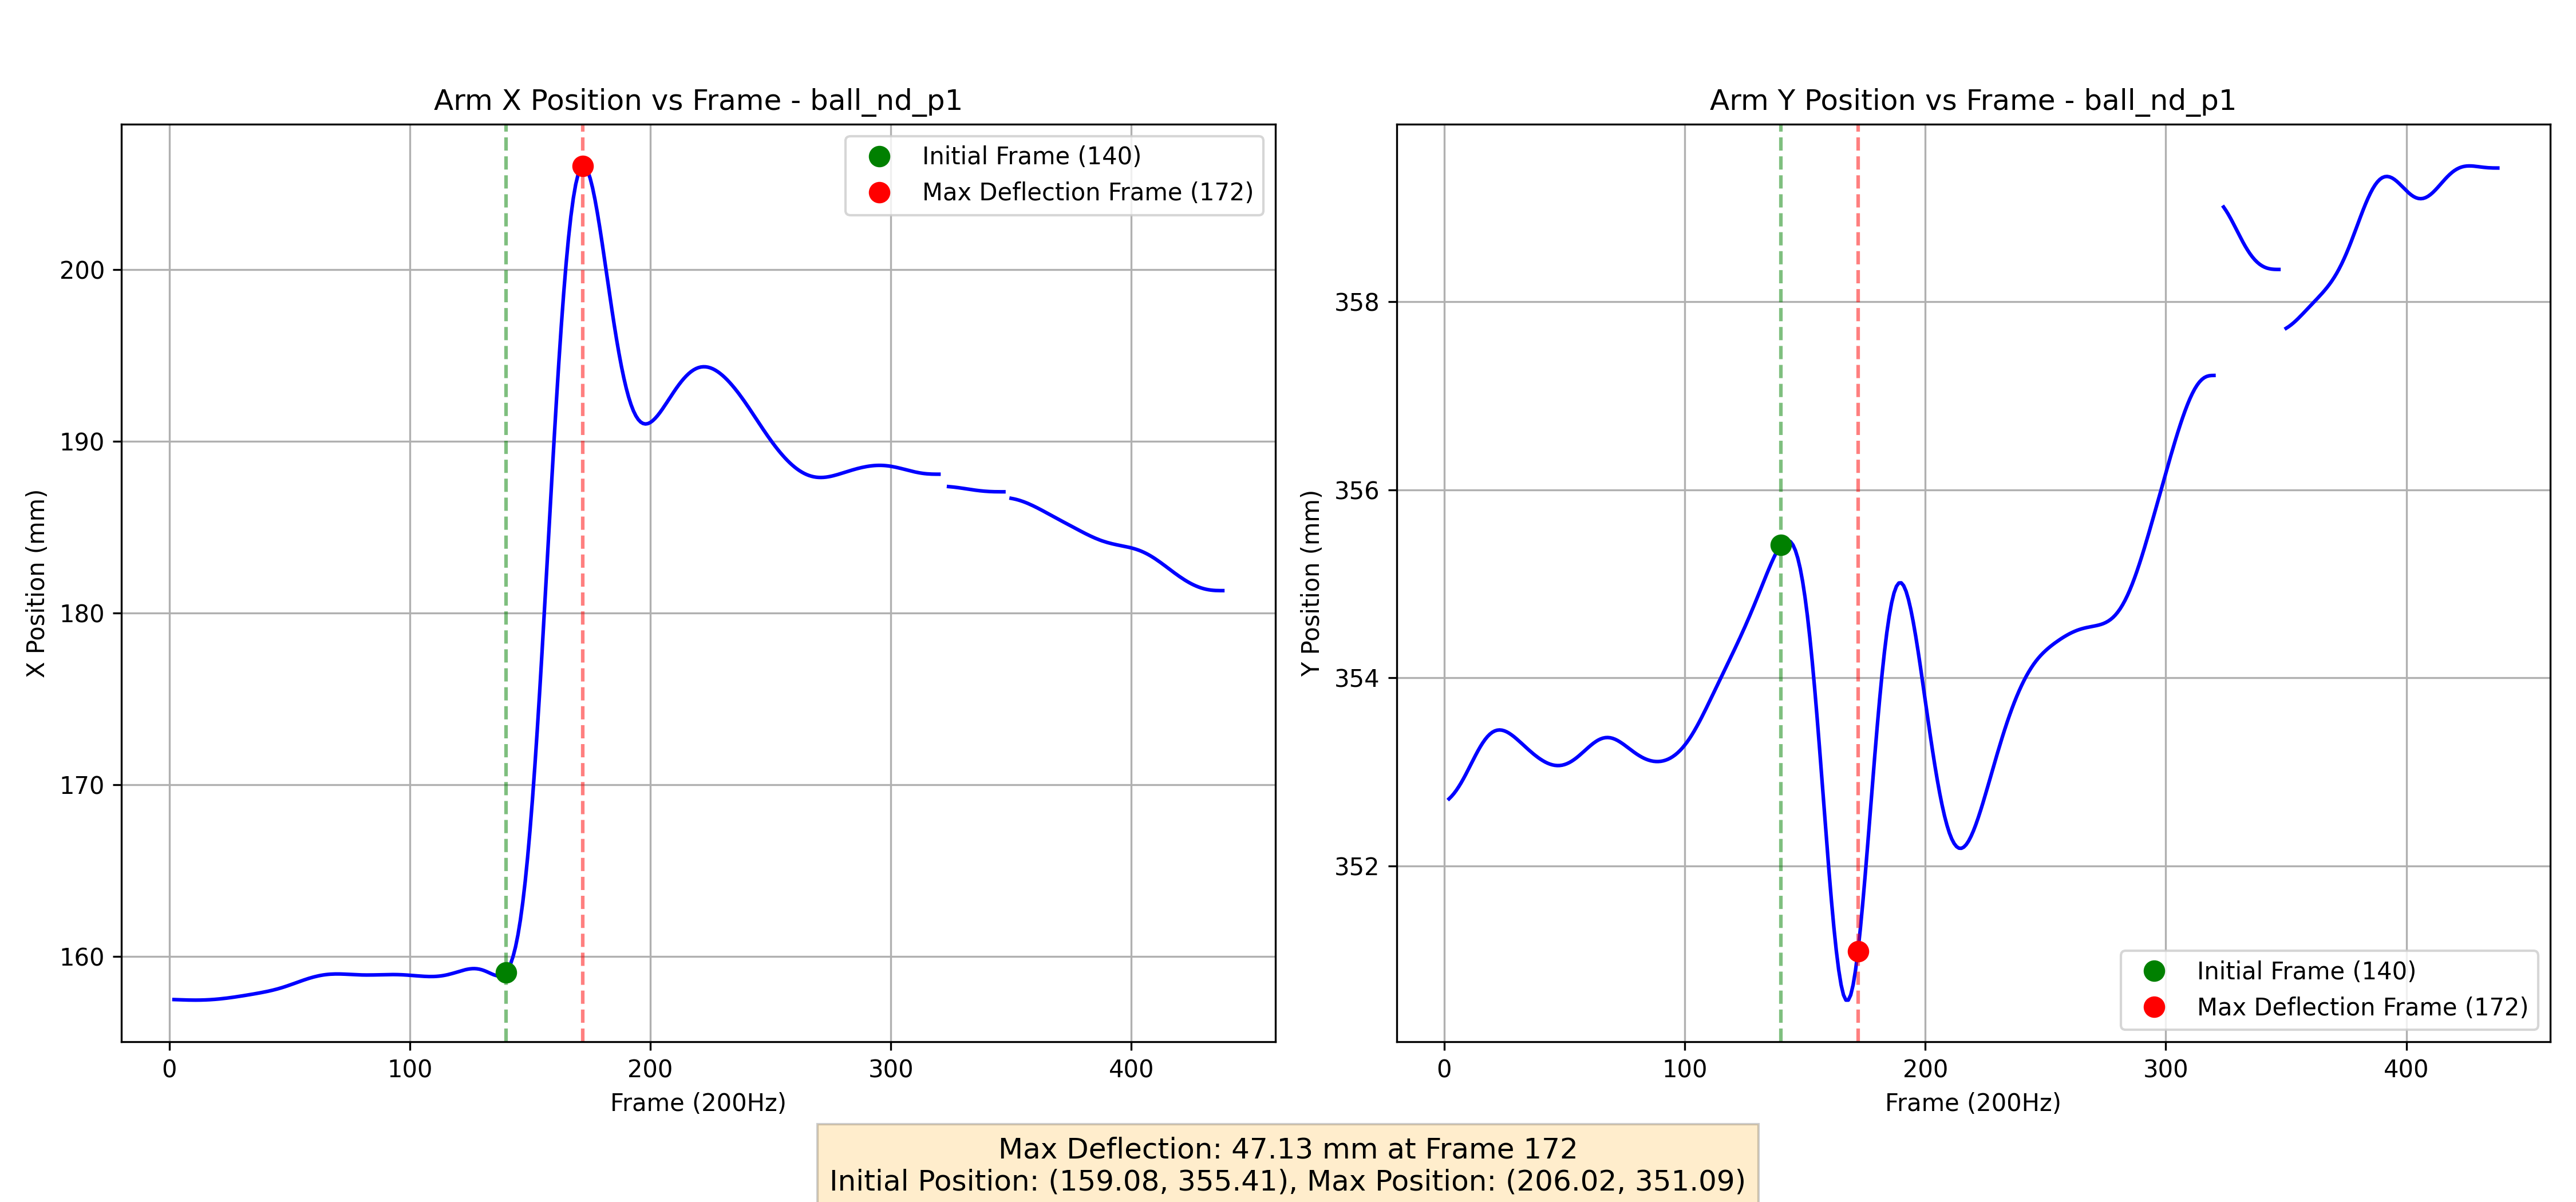 Arm X Position vs Frame - ball_nd_p1
Initial Frame (140)
Max Deflection Frame (172)
X Position (mm)
200
190
180
170
160
0
100
200
300
400
Frame (200Hz)
Arm Y Position vs Frame - ball_nd_p1
Y Position (mm)
358
356
354
352
Initial Frame (140)
Max Deflection Frame (172)
0
100
200
300
400
Frame (200Hz)
Max Deflection: 47.13 mm at Frame 172
Initial Position: (159.08, 355.41), Max Position: (206.02, 351.09)